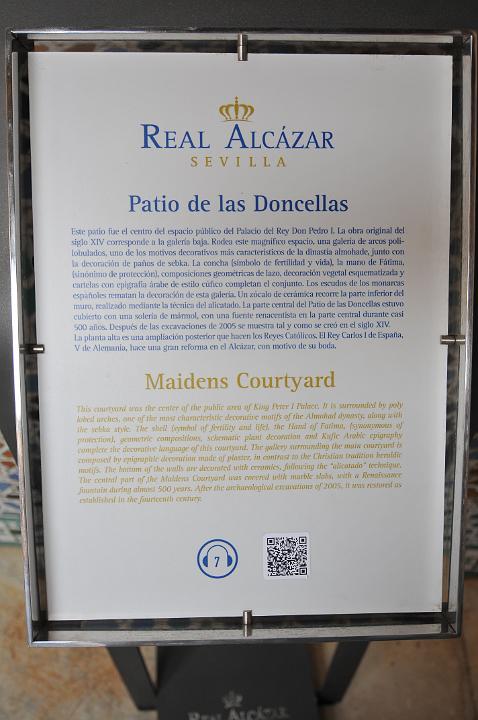 REAL ALCÁZAR
SEVILLA
Patio de las Doncellas
Este patio fue el centro del espacio público del Palacio del Rey Don Pedro I. La obra original del
siglo XIV corresponde a la galería baja. Rodea este magnífico espacio, una galería de arcos poli-
lobulados, uno de los motivos decorativos más característicos de la dinastía almohade, junto con
la decoración de paños de sebka. La concha (símbolo de fertilidad y vida), la mano de Fátima,
(sinónimo de protección), composiciones geométricas de lazo, decoración vegetal esquematizada y
cartelas con epigrafía árabe de estilo cúfico completan el conjunto. Los escudos de los monarcas
españoles rematan la decoración de esta galería. Un zócalo de cerámica recorre la parte inferior del
muro, realizado mediante la técnica del alicatado. La parte central del Patio de las Doncellas estuvo
cubierto con una solería de mármol, con una fuente renacentista en la parte central durante casi
500 años. Después de las excavaciones de 2005 se muestra tal y como se creó en el siglo XIV.
La planta alta es una ampliación posterior que hacen los Reyes Católicos. El Rey Carlos I de España,
V de Alemania, hace una gran reforma en el Alcázar, con motivo de su boda.
Maidens Courtyard
This courtyard was the center of the public area of King Peter I Palace. It is surrounded by poly
lobed arches, one of the most characteristic decorative motifs of the Almohad dynasty, along with
the sebka style. The shell (symbol of fertility and life), the Hand of Fatima, (synonymous of
protection), geometric compositions, schematic plant decoration and Kufic Arabic epigraphy
complete the decorative language of this courtyard. The gallery surrounding the main courtyard is
composed by epigraphic decoration made of plaster, in contrast to the Christian tradition heraldic
motifs. The bottom of the walls are decorated with ceramics, following the "alicatado" technique.
The central part of the Maidens Courtyard was covered with marble slabs, with a Renaissance
fountain during almost 500 years. After the archaeological excavations of 2005, it was restored as
established in the fourteenth century.
7
REAL ALCÁZAR